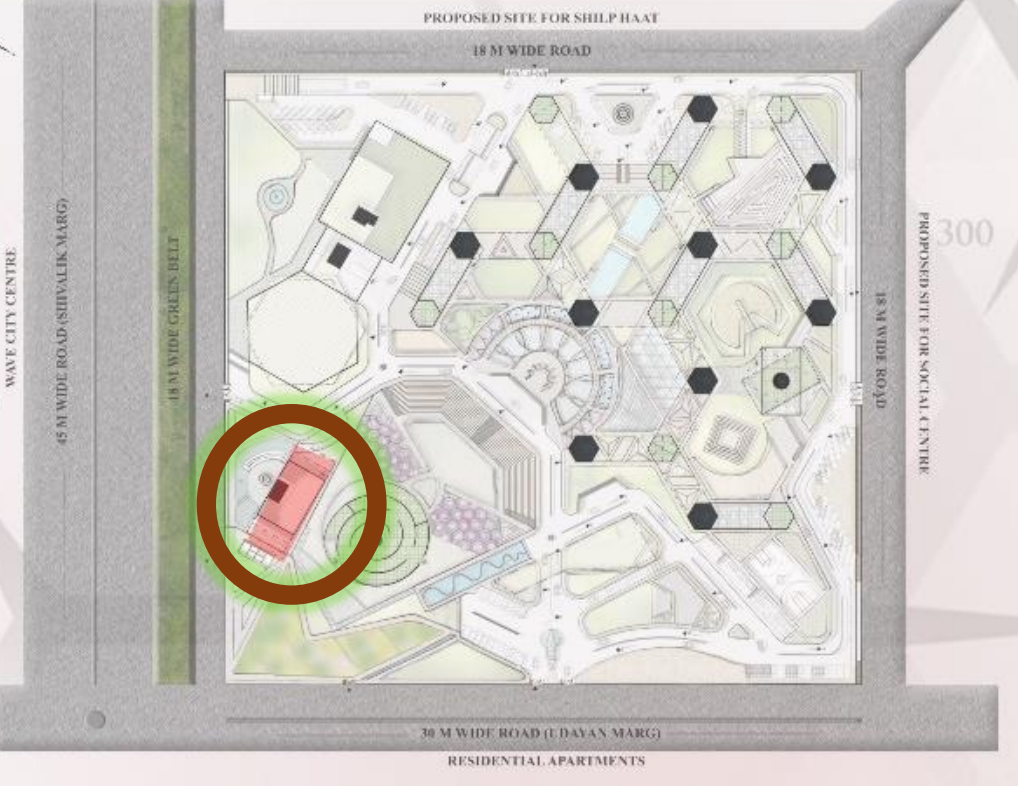 PROPOSED SITE FOR SHILP HAAT
18 M WIDE ROAD
WAVE CITY CENTRE
45 M WIDE ROAD (SHIVALIK MARG)
18 M WIDE GREEN BELT
18 M WIDE ROAD
PROPOSED SITE FOR SOCIAL CENTRE
300
30 M WIDE ROAD (UDAYAN MARG)
RESIDENTIAL APARTMENTS